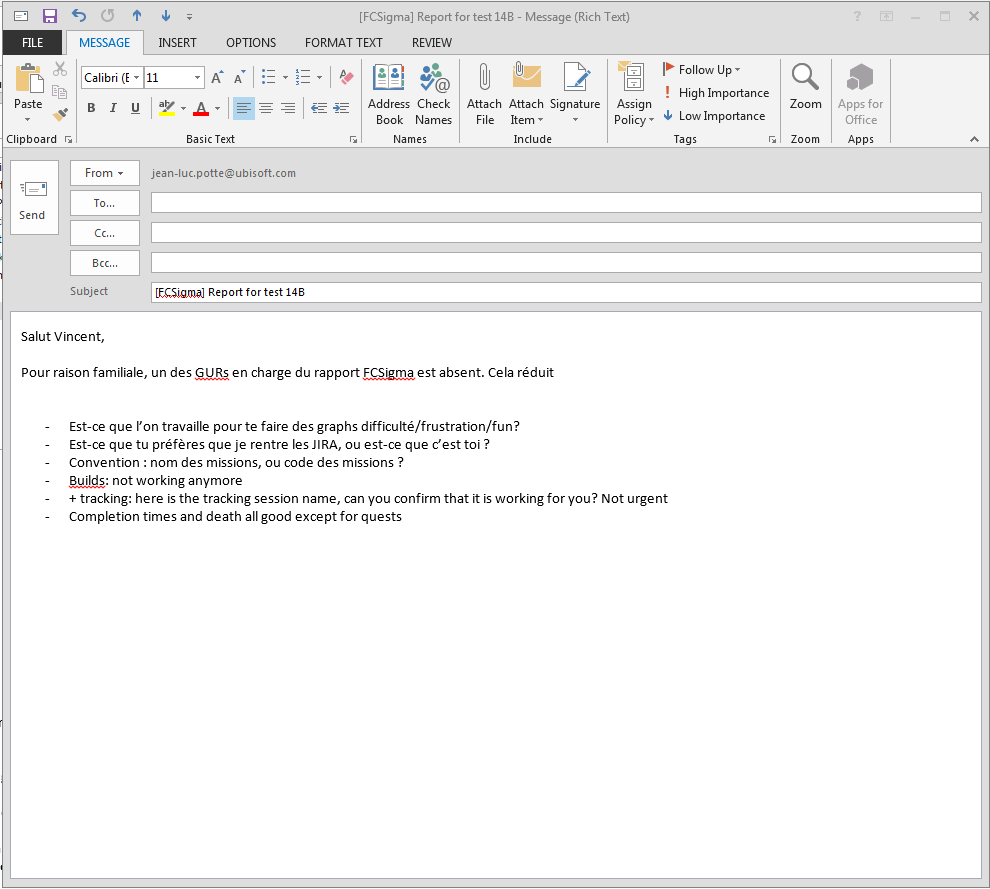 [FCSigma] Report for test 14B - Message (Rich Text)
?
FILE MESSAGE INSERT OPTIONS FORMAT TEXT REVIEW
Paste
Clipboard
Calibri (E 11
B I U
Basic Text
Address Book
Check Names
Names
Attach File
Attach Item
Signature
Include
Assign Policy
Follow Up
High Importance
Low Importance
Tags
Zoom
Zoom
Apps for Office
Apps
Send
From jean-luc.potte@ubisoft.com
To...
Cc...
Bcc...
Subject [FCSigma] Report for test 14B
Salut Vincent,
Pour raison familiale, un des GURs en charge du rapport FCSigma est absent. Cela réduit
- Est-ce que l’on travaille pour te faire des graphs difficulté/frustration/fun?
- Est-ce que tu préfères que je rentre les JIRA, ou est-ce que c’est toi ?
- Convention : nom des missions, ou code des missions ?
- Builds: not working anymore
- + tracking: here is the tracking session name, can you confirm that it is working for you? Not urgent
- Completion times and death all good except for quests